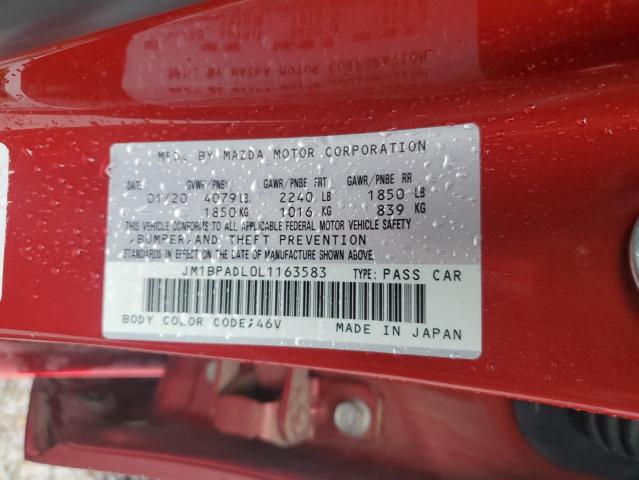 MFD. BY MAZDA MOTOR CORPORATION
DATE GVWR/PNBV GAWR/PNBE FRT GAWR/PNBE RR
01/20 4079LB 2240 LB 1850 LB
1850KG 1016 KG 839 KG
THIS VEHICLE CONFORMS TO ALL APPLICABLE FEDERAL MOTOR VEHICLE SAFETY
,BUMPER,AND THEFT PREVENTION
STANDARDS IN EFFECT ON THE DATE OF MANUFACTURE SHOWN ABOVE.
JM1BPADL0L1163583 TYPE: PASS CAR
BODY COLOR CODE;46V MADE IN JAPAN